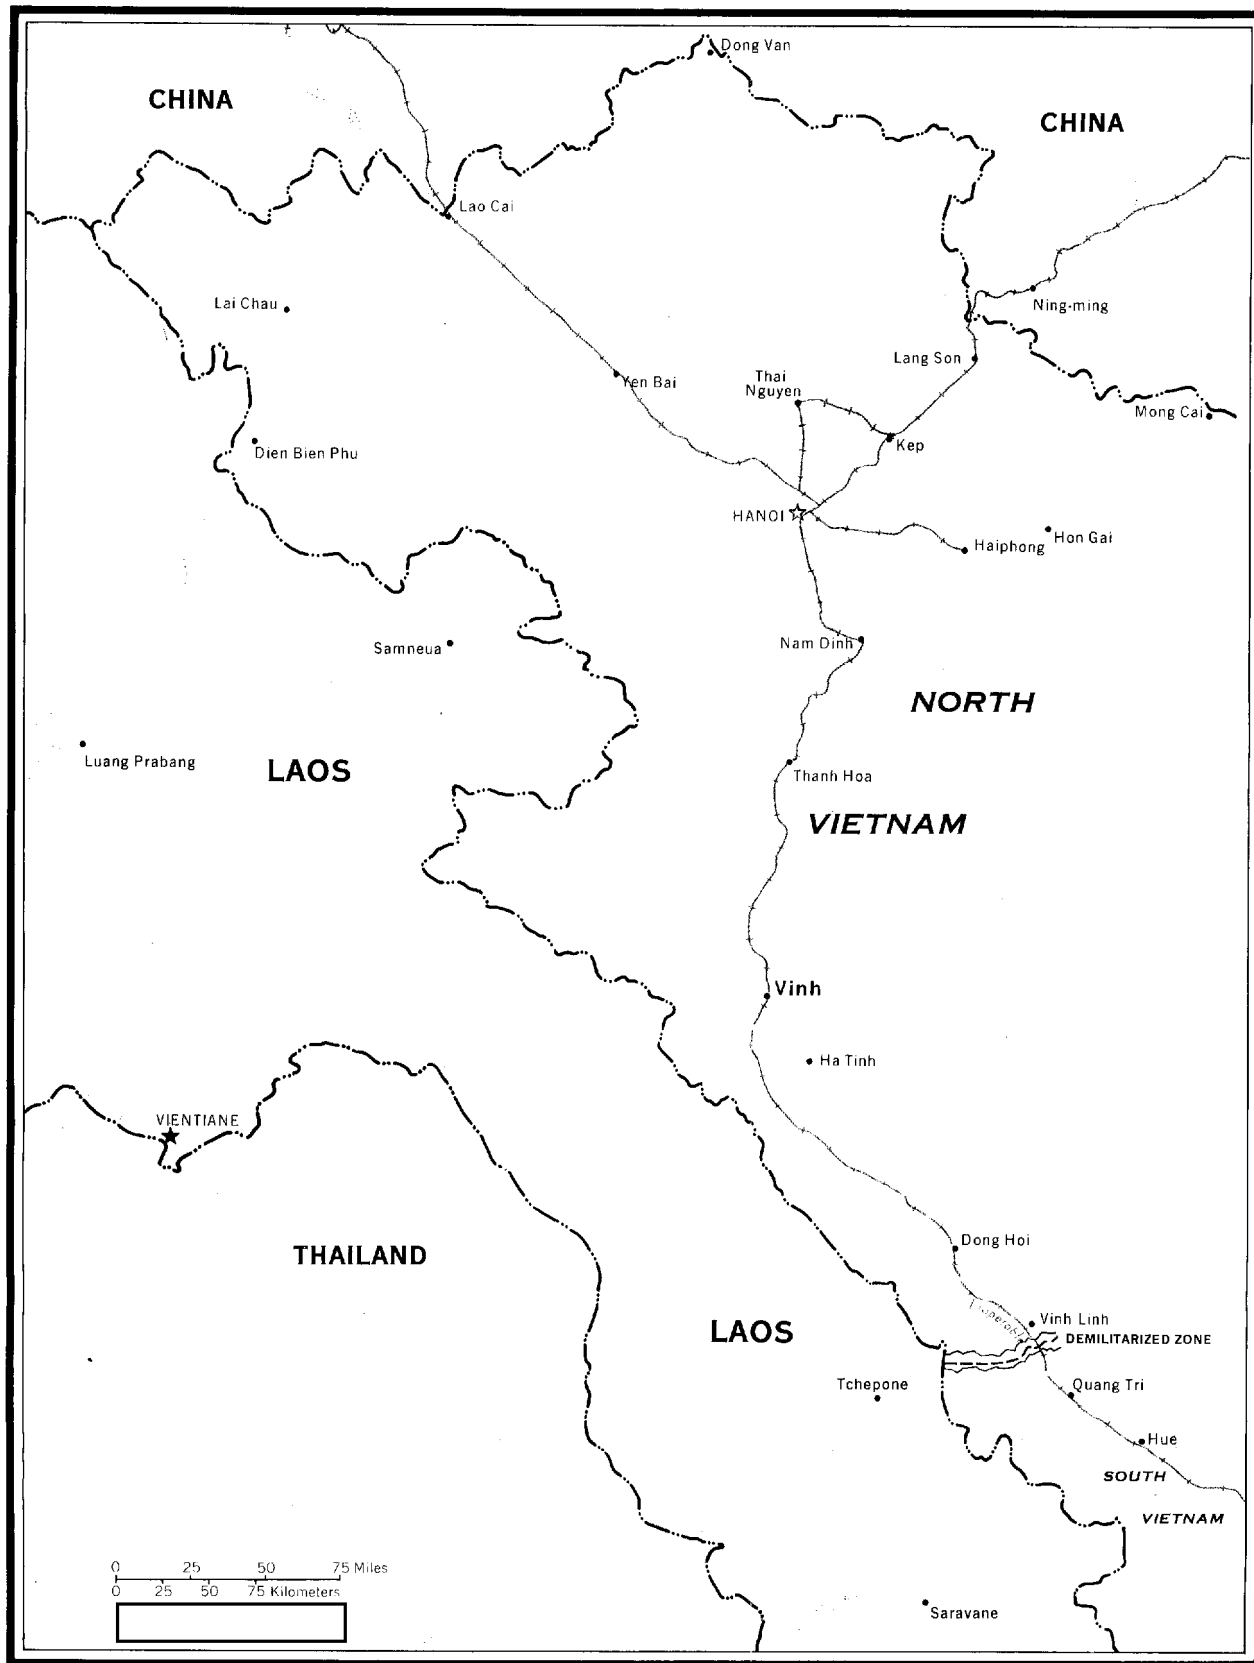 Dong Van
CHINA
CHINA
Lao Cai
Lai Chau
Ning-ming
Lang Son
Thai
Nguyen
Yen Bai
Mong Cai
Kep
Dien Bien Phu
HANOI
Hon Gai
Haiphong
Nam Dinh
Samneua
NORTH
Luang Prabang
LAOS
Thanh Hoa
VIETNAM
Vinh
Ha Tinh
VIENTIANE
Dong Hoi
THAILAND
Vinh Linh
LAOS
DEMILITARIZED ZONE
Tchepone
Quang Tri
Hue
SOUTH
VIETNAM
0 25 50 75 Miles
0 25 50 75 Kilometers
Saravane